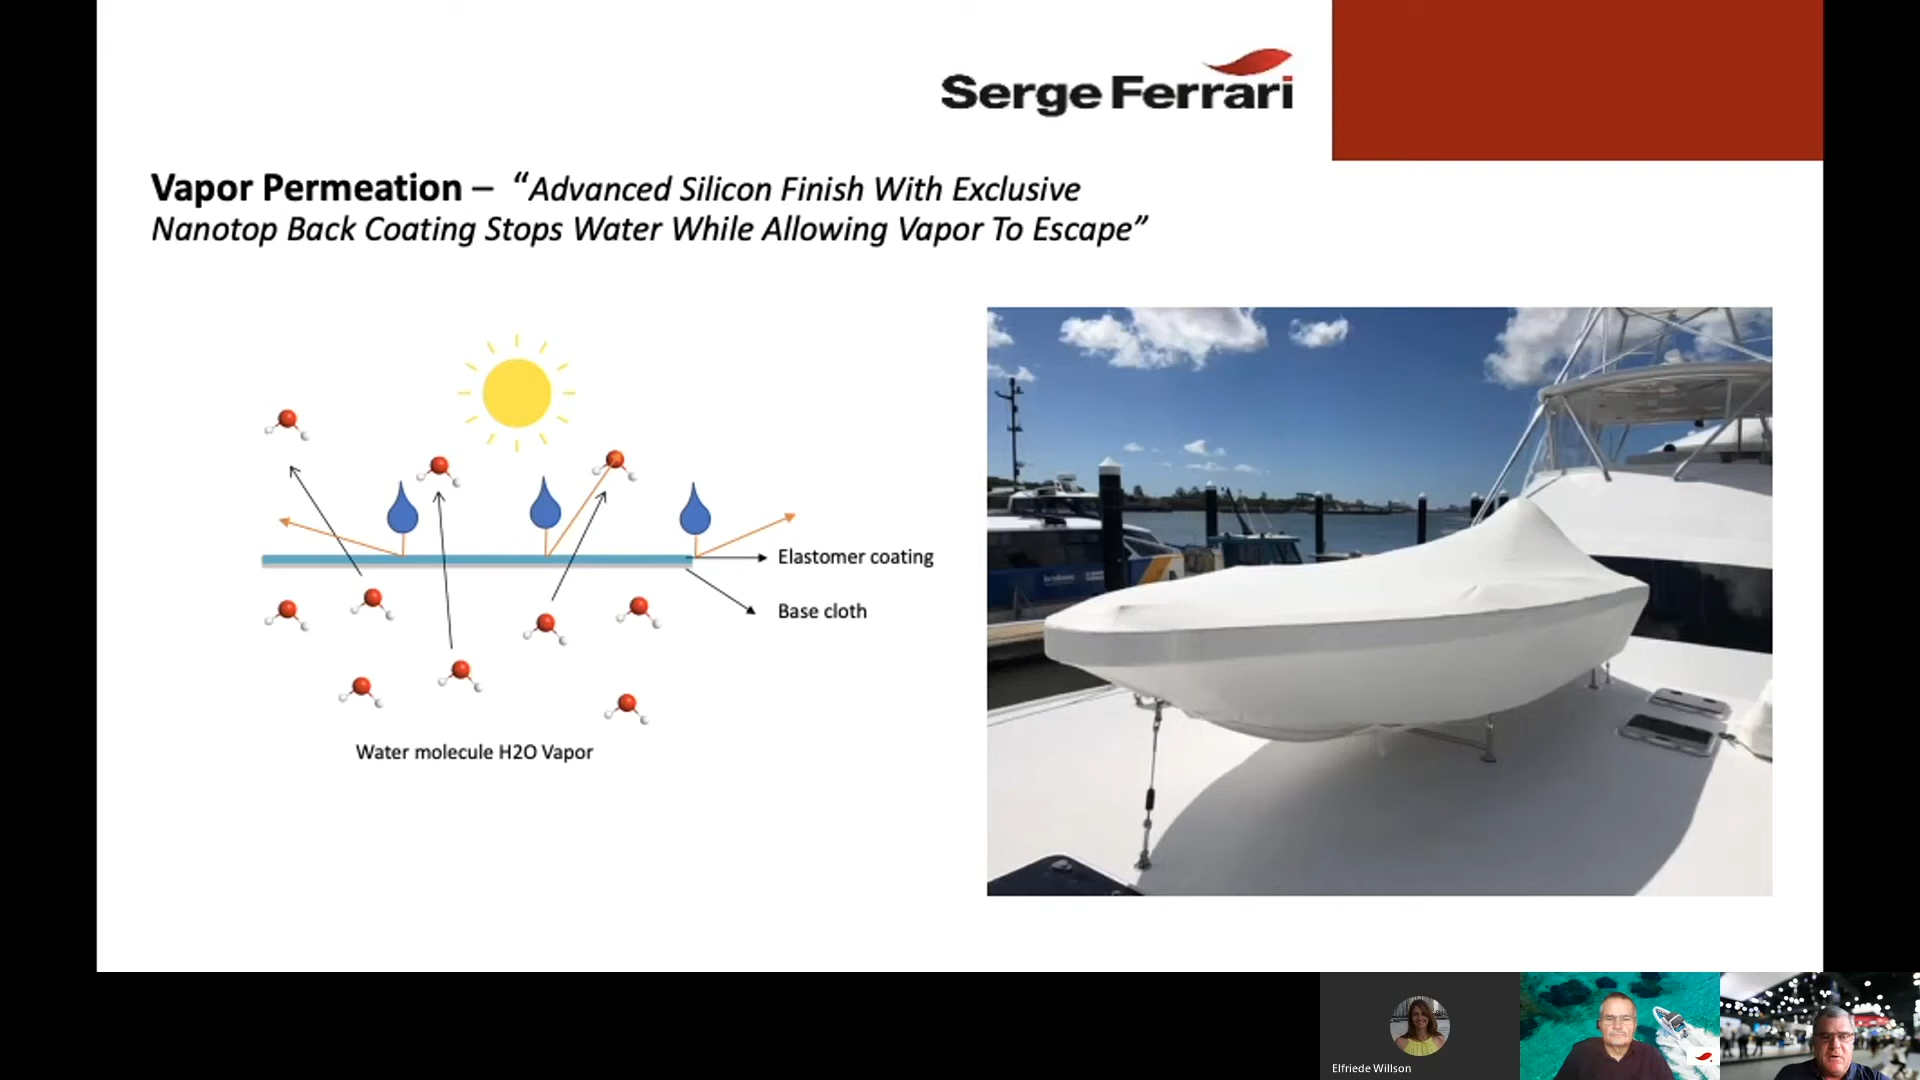 Serge Ferrari
Vapor Permeation – “Advanced Silicon Finish With Exclusive
Nanotop Back Coating Stops Water While Allowing Vapor To Escape”
Elastomer coating
Base cloth
Water molecule H2O Vapor
Elfriede Willson